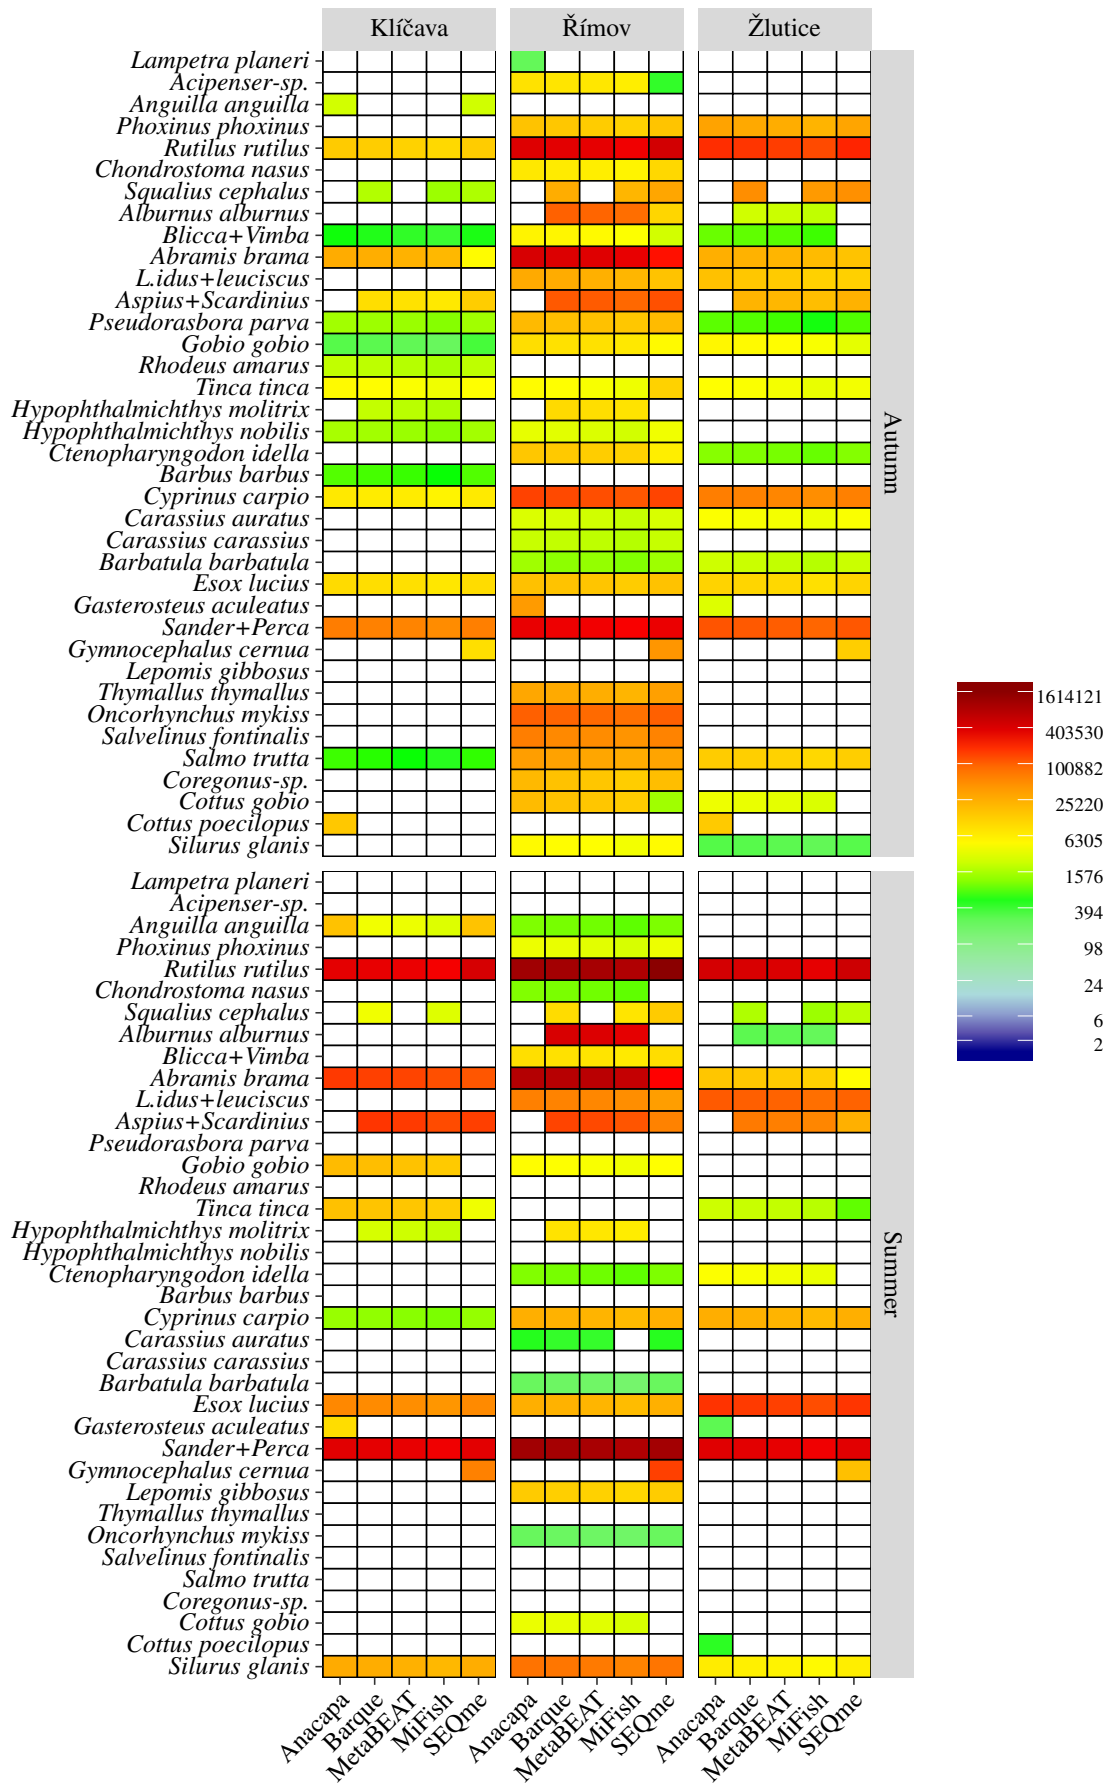 Klíčava Římov Žlutice
Lampetra planeri
Acipenser-sp.
Anguilla anguilla
Phoxinus phoxinus
Rutilus rutilus
Chondrostoma nasus
Squalius cephalus
Alburnus alburnus
Blicca+Vimba
Abramis brama
L.idus+leuciscus
Aspius+Scardinius
Pseudorasbora parva
Gobio gobio
Rhodeus amarus
Tinca tinca
Hypophthalmichthys molitrix
Hypophthalmichthys nobilis
Ctenopharyngodon idella
Barbus barbus
Cyprinus carpio
Carassius auratus
Carassius carassius
Barbatula barbatula
Esox lucius
Gasterosteus aculeatus
Sander+Perca
Gymnocephalus cernua
Lepomis gibbosus
Thymallus thymallus
Oncorhynchus mykiss
Salvelinus fontinalis
Salmo trutta
Coregonus-sp.
Cottus gobio
Cottus poecilopus
Silurus glanis
Autumn
Lampetra planeri
Acipenser-sp.
Anguilla anguilla
Phoxinus phoxinus
Rutilus rutilus
Chondrostoma nasus
Squalius cephalus
Alburnus alburnus
Blicca+Vimba
Abramis brama
L.idus+leuciscus
Aspius+Scardinius
Pseudorasbora parva
Gobio gobio
Rhodeus amarus
Tinca tinca
Hypophthalmichthys molitrix
Hypophthalmichthys nobilis
Ctenopharyngodon idella
Barbus barbus
Cyprinus carpio
Carassius auratus
Carassius carassius
Barbatula barbatula
Esox lucius
Gasterosteus aculeatus
Sander+Perca
Gymnocephalus cernua
Lepomis gibbosus
Thymallus thymallus
Oncorhynchus mykiss
Salvelinus fontinalis
Salmo trutta
Coregonus-sp.
Cottus gobio
Cottus poecilopus
Silurus glanis
Summer
Anacapa Barque MetaBEAT MiFish SEQme Anacapa Barque MetaBEAT MiFish SEQme Anacapa Barque MetaBEAT MiFish SEQme
1614121
403530
100882
25220
6305
1576
394
98
24
6
2